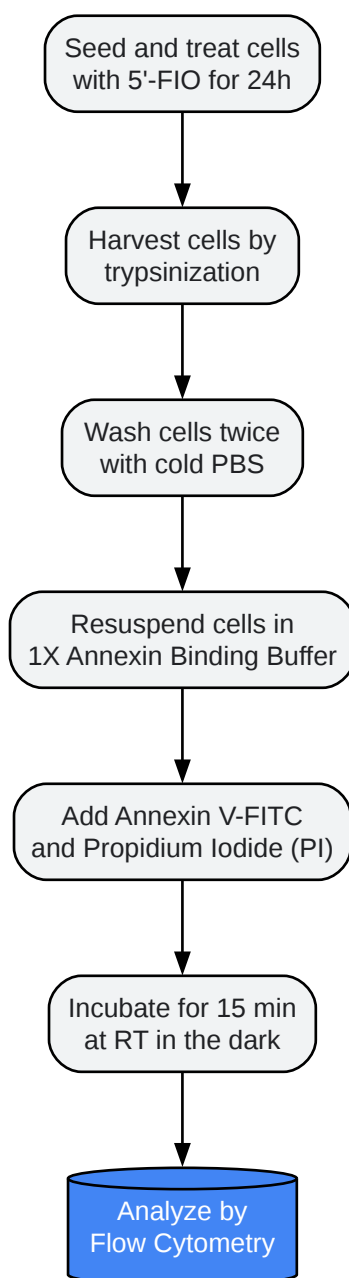 Seed and treat cells
with 5'-FIO for 24h
Harvest cells by
trypsinization
Wash cells twice
with cold PBS
Resuspend cells in
1X Annexin Binding Buffer
Add Annexin V-FITC
and Propidium Iodide (PI)
Incubate for 15 min
at RT in the dark
Analyze by
Flow Cytometry